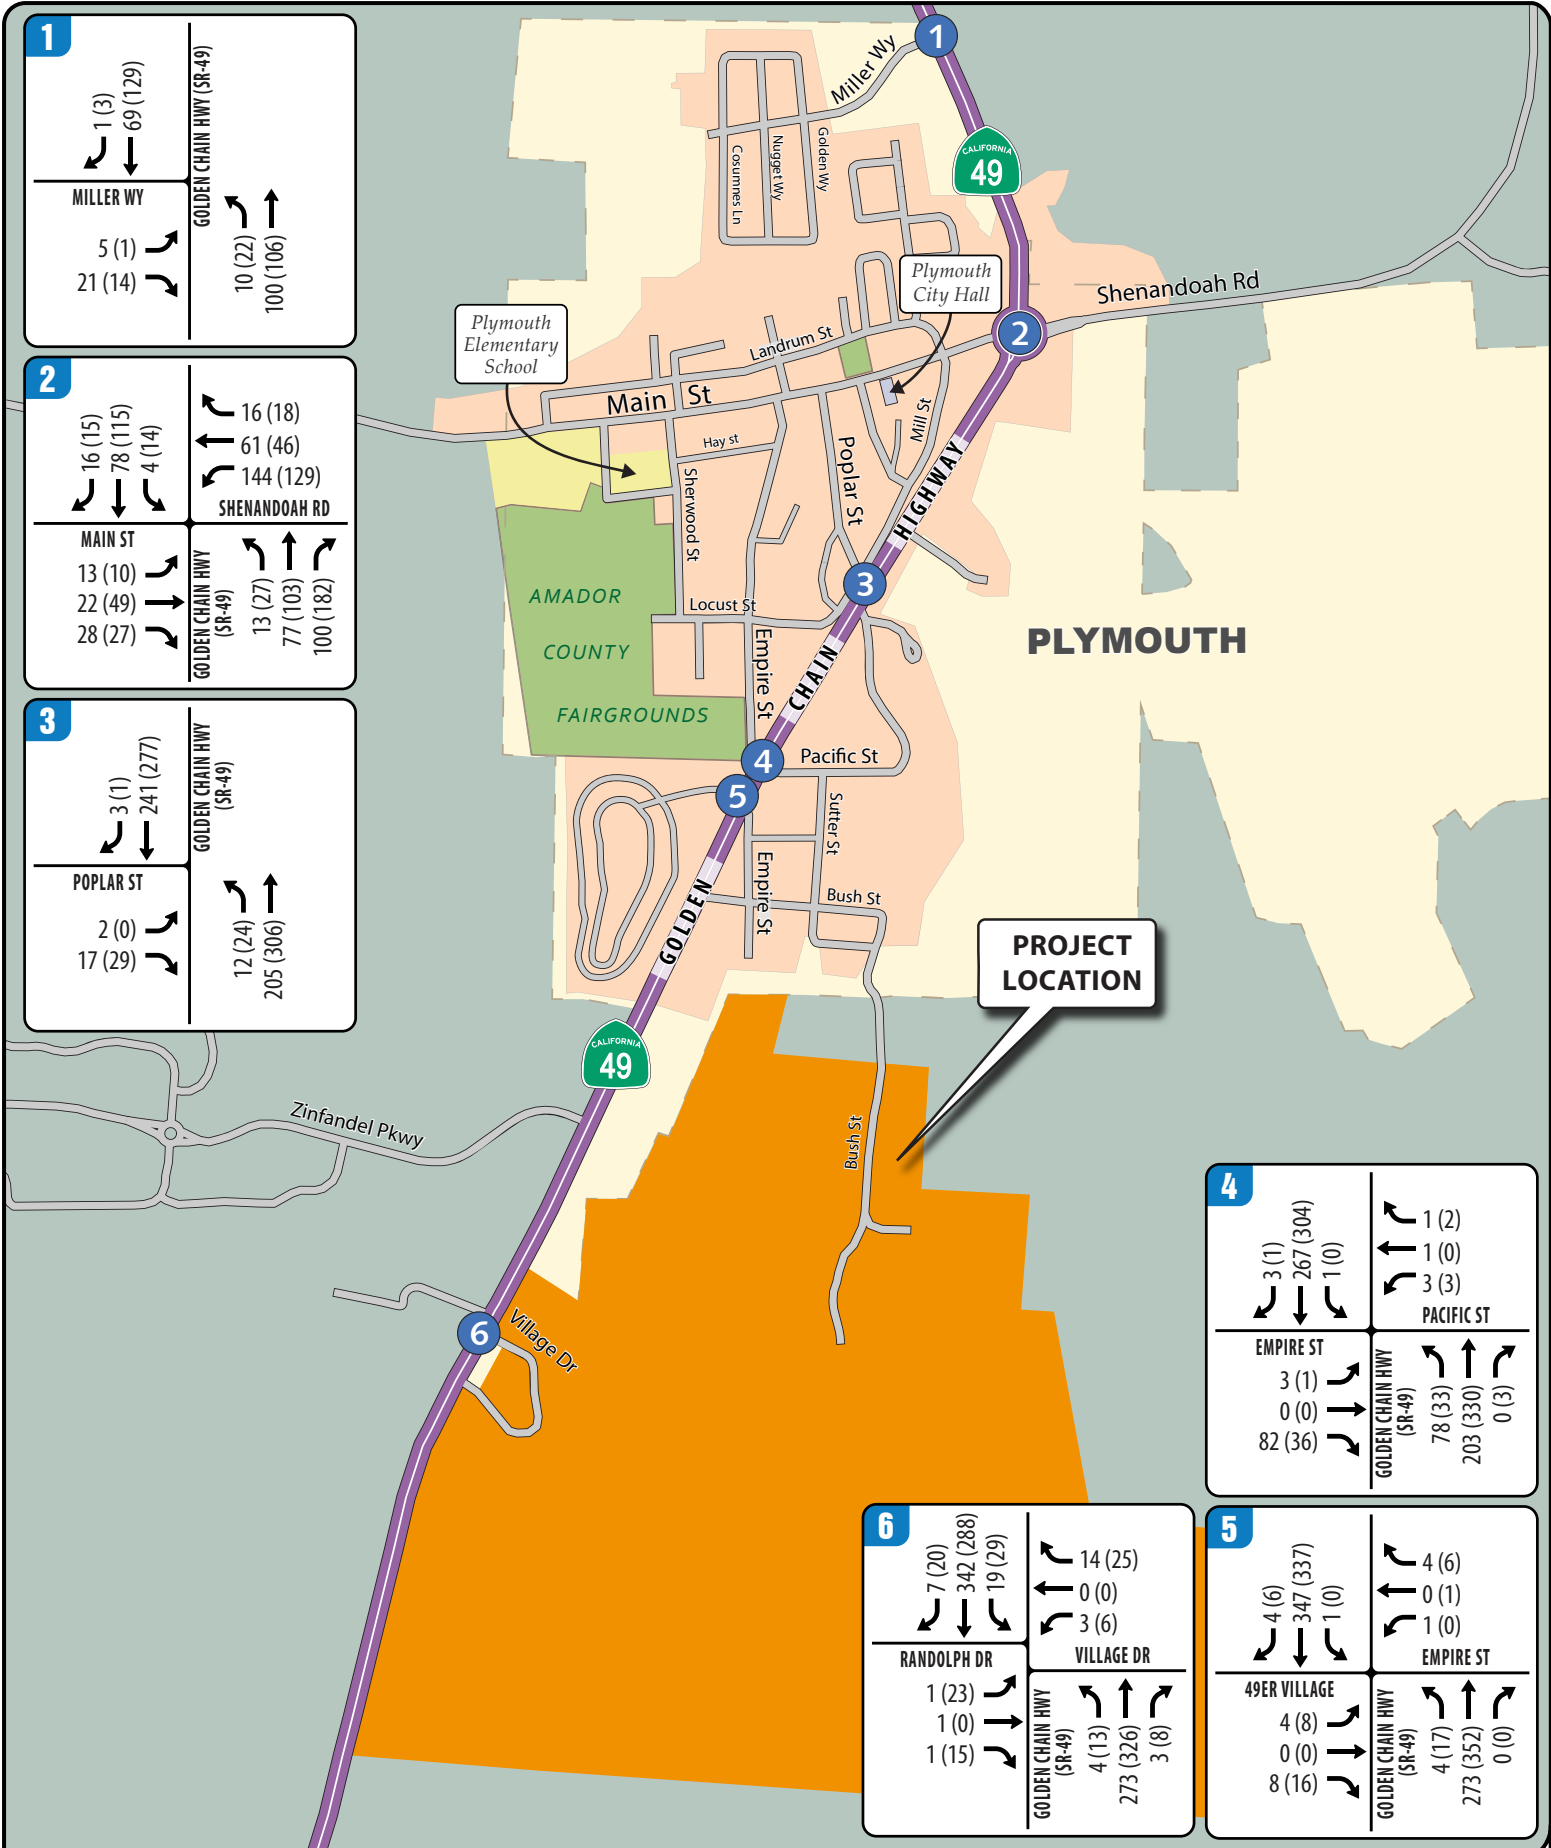 1
1 (3)
69 (129)
GOLDEN CHAIN HWY (SR-49)
MILLER WY
5 (1)
21 (14)
10 (22)
100 (106)
2
16 (15)
78 (115)
4 (14)
16 (18)
61 (46)
144 (129)
SHENANDOAH RD
MAIN ST
13 (10)
22 (49)
28 (27)
GOLDEN CHAIN HWY
(SR-49)
13 (27)
77 (103)
100 (182)
3
3 (1)
241 (277)
GOLDEN CHAIN HWY
(SR-49)
POPLAR ST
2 (0)
17 (29)
12 (24)
205 (306)
1
Miller Wy
Cosumnes Ln
Nugget Wy
Golden Wy
CALIFORNIA
49
Plymouth
City Hall
Shenandoah Rd
2
Plymouth
Elementary
School
Landrum St
Main St
Hay st
Mill St
Poplar St
Sherwood St
HIGHWAY
3
AMADOR
COUNTY
FAIRGROUNDS
Locust St
Empire St
CHAIN
PLYMOUTH
4
Pacific St
5
Sutter St
Empire St
Bush St
GOLDEN
PROJECT
LOCATION
CALIFORNIA
49
Zinfandel Pkwy
Bush St
6
Village Dr
4
3 (1)
267 (304)
1 (0)
1 (2)
1 (0)
3 (3)
PACIFIC ST
EMPIRE ST
3 (1)
0 (0)
82 (36)
GOLDEN CHAIN HWY
(SR-49)
78 (33)
203 (330)
0 (3)
6
7 (20)
342 (288)
19 (29)
14 (25)
0 (0)
3 (6)
VILLAGE DR
RANDOLPH DR
1 (23)
1 (0)
1 (15)
GOLDEN CHAIN HWY
(SR-49)
4 (13)
273 (326)
3 (8)
5
4 (6)
347 (337)
1 (0)
4 (6)
0 (1)
1 (0)
EMPIRE ST
49ER VILLAGE
4 (8)
0 (0)
8 (16)
GOLDEN CHAIN HWY
(SR-49)
4 (17)
273 (352)
0 (0)